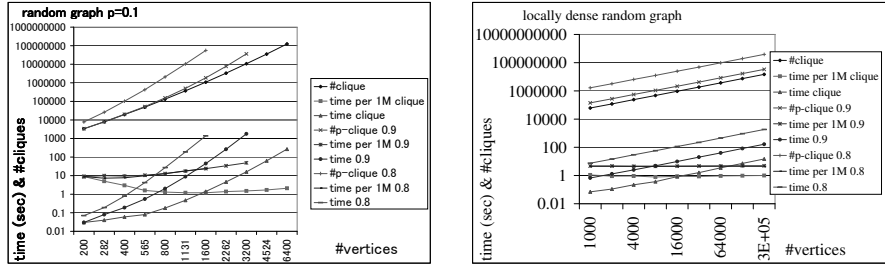 random graph p=0.1
1000000000
100000000
10000000
1000000
100000
10000
1000
100
10
1
0.1
0.01
time (sec) & #cliques
200
282
400
565
800
1131
1600
2262
3200
4524
6400
#vertices
#clique
time per 1M clique
time clique
#p-clique 0.9
time per 1M 0.9
time 0.9
#p-clique 0.8
time per 1M 0.8
time 0.8
locally dense random graph
10000000000
100000000
1000000
10000
100
1
0.01
time (sec) & #cliques
1000
4000
16000
64000
3E+05
#vertices
#clique
time per 1M clique
time clique
#p-clique 0.9
time per 1M 0.9
time 0.9
#p-clique 0.8
time per 1M 0.8
time 0.8